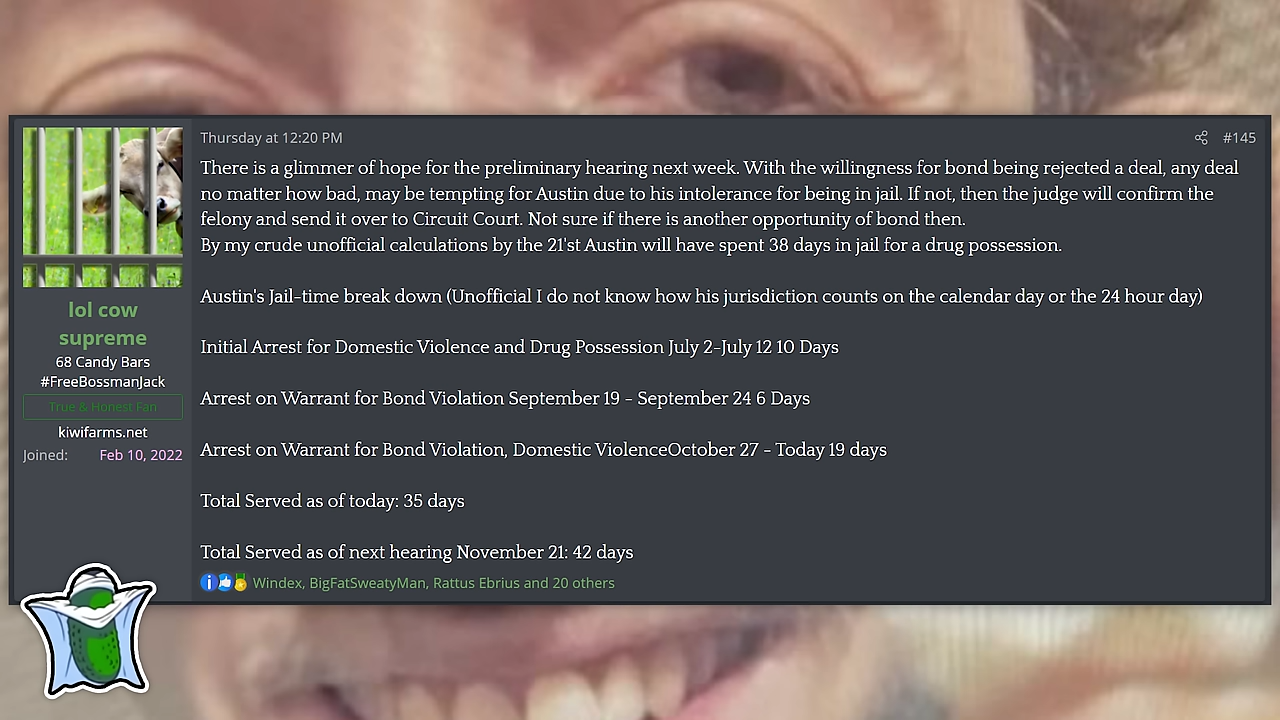 Thursday at 12:20 PM
#145
There is a glimmer of hope for the preliminary hearing next week. With the willingness for bond being rejected a deal, any deal
no matter how bad, may be tempting for Austin due to his intolerance for being in jail. If not, then the judge will confirm the
felony and send it over to Circuit Court. Not sure if there is another opportunity of bond then.
By my crude unofficial calculations by the 21'st Austin will have spent 38 days in jail for a drug possession.
Austin's Jail-time break down (Unofficial I do not know how his jurisdiction counts on the calendar day or the 24 hour day)
Initial Arrest for Domestic Violence and Drug Possession July 2-July 12 10 Days
Arrest on Warrant for Bond Violation September 19 - September 24 6 Days
Arrest on Warrant for Bond Violation, Domestic ViolenceOctober 27 - Today 19 days
Total Served as of today: 35 days
Total Served as of next hearing November 21: 42 days
Windex, BigFatSweatyMan, Rattus Ebrius and 20 others
lol cow
supreme
68 Candy Bars
#FreeBossmanJack
True & Honest Fan
kiwifarms.net
Joined: Feb 10, 2022